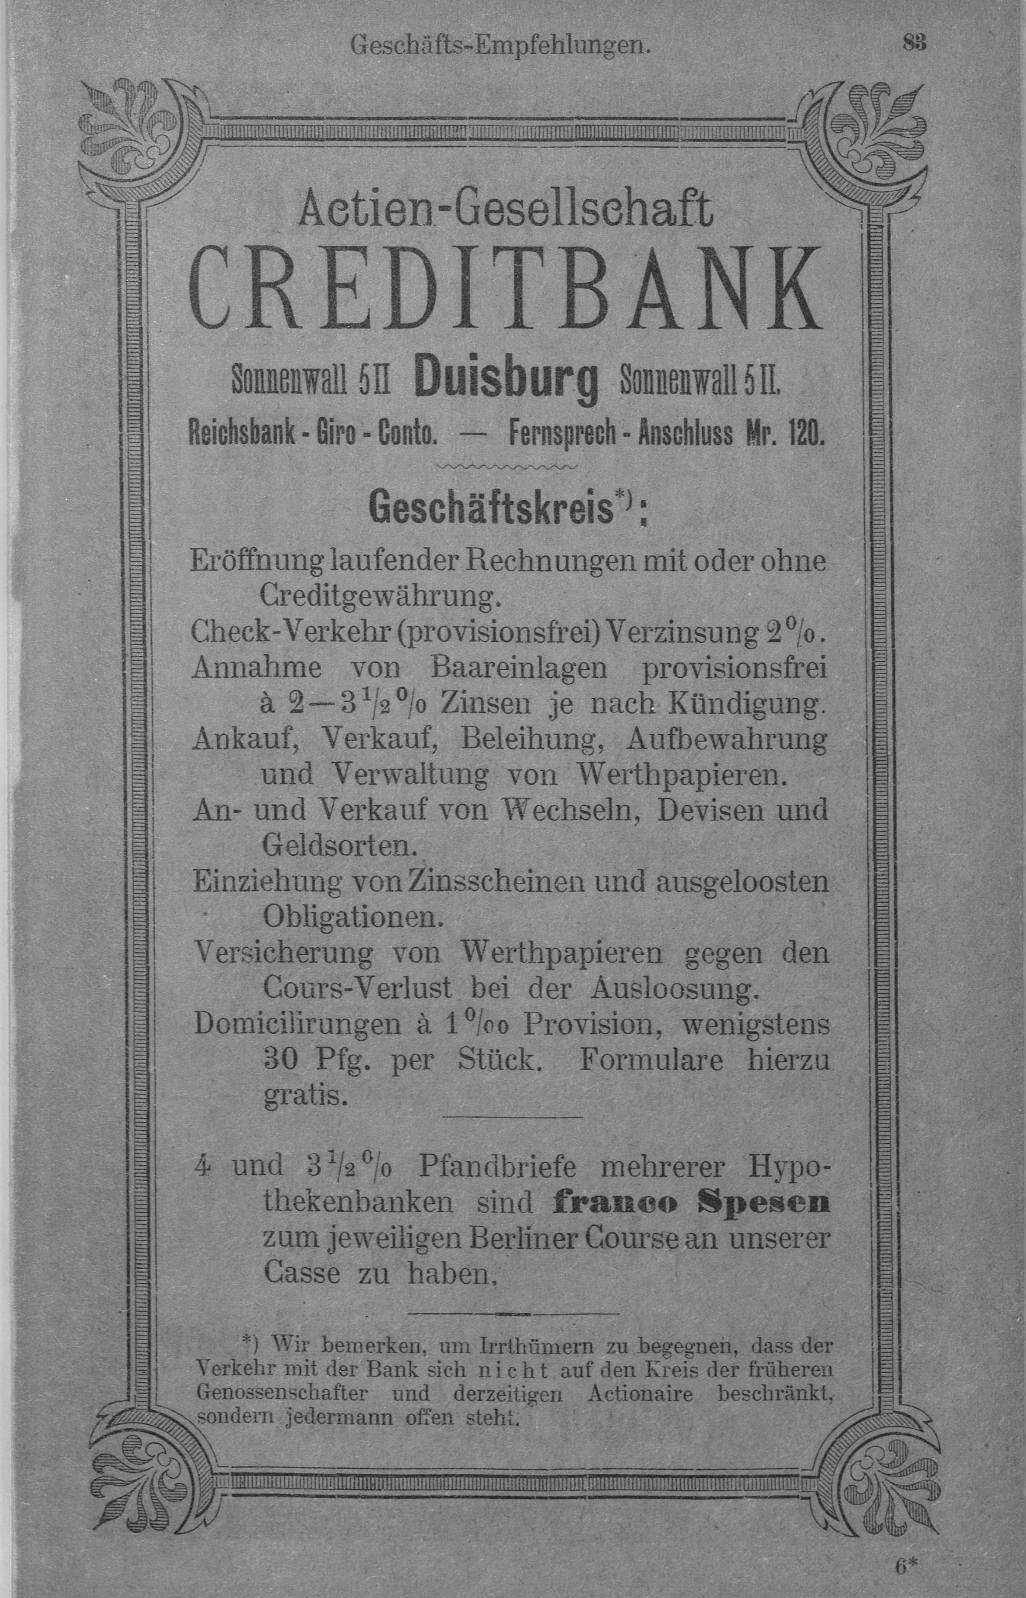 Geschäfts-Empfehlungen. 83
Actien-Gesellschaft
CREDITBANK
Sonnenwall 5 II Duisburg Sonnenwall 5 II.
Reichsbank - Giro - Conto. — Fernsprech - Anschluss Mr. 120.
Geschäftskreis*):
Eröffnung laufender Rechnungen mit oder ohne
Creditgewährung.
Check-Verkehr (provisionsfrei) Verzinsung 2%.
Annahme von Baareinlagen provisionsfrei
à 2—3½% Zinsen je nach Kündigung.
Ankauf, Verkauf, Beleihung, Aufbewahrung
und Verwaltung von Werthpapieren.
An- und Verkauf von Wechseln, Devisen und
Geldsorten.
Einziehung von Zinsscheinen und ausgeloosten
Obligationen.
Versicherung von Werthpapieren gegen den
Cours-Verlust bei der Ausloosung.
Domicilirungen à 1‰ Provision, wenigstens
30 Pfg. per Stück. Formulare hierzu
gratis.
4 und 3½% Pfandbriefe mehrerer Hypo-
thekenbanken sind franco Spesen
zum jeweiligen Berliner Course an unserer
Casse zu haben.
*) Wir bemerken, um Irrthümern zu begegnen, dass der
Verkehr mit der Bank sich nicht auf den Kreis der früheren
Genossenschafter und derzeitigen Actionaire beschränkt,
sondern jedermann offen steht.
6*